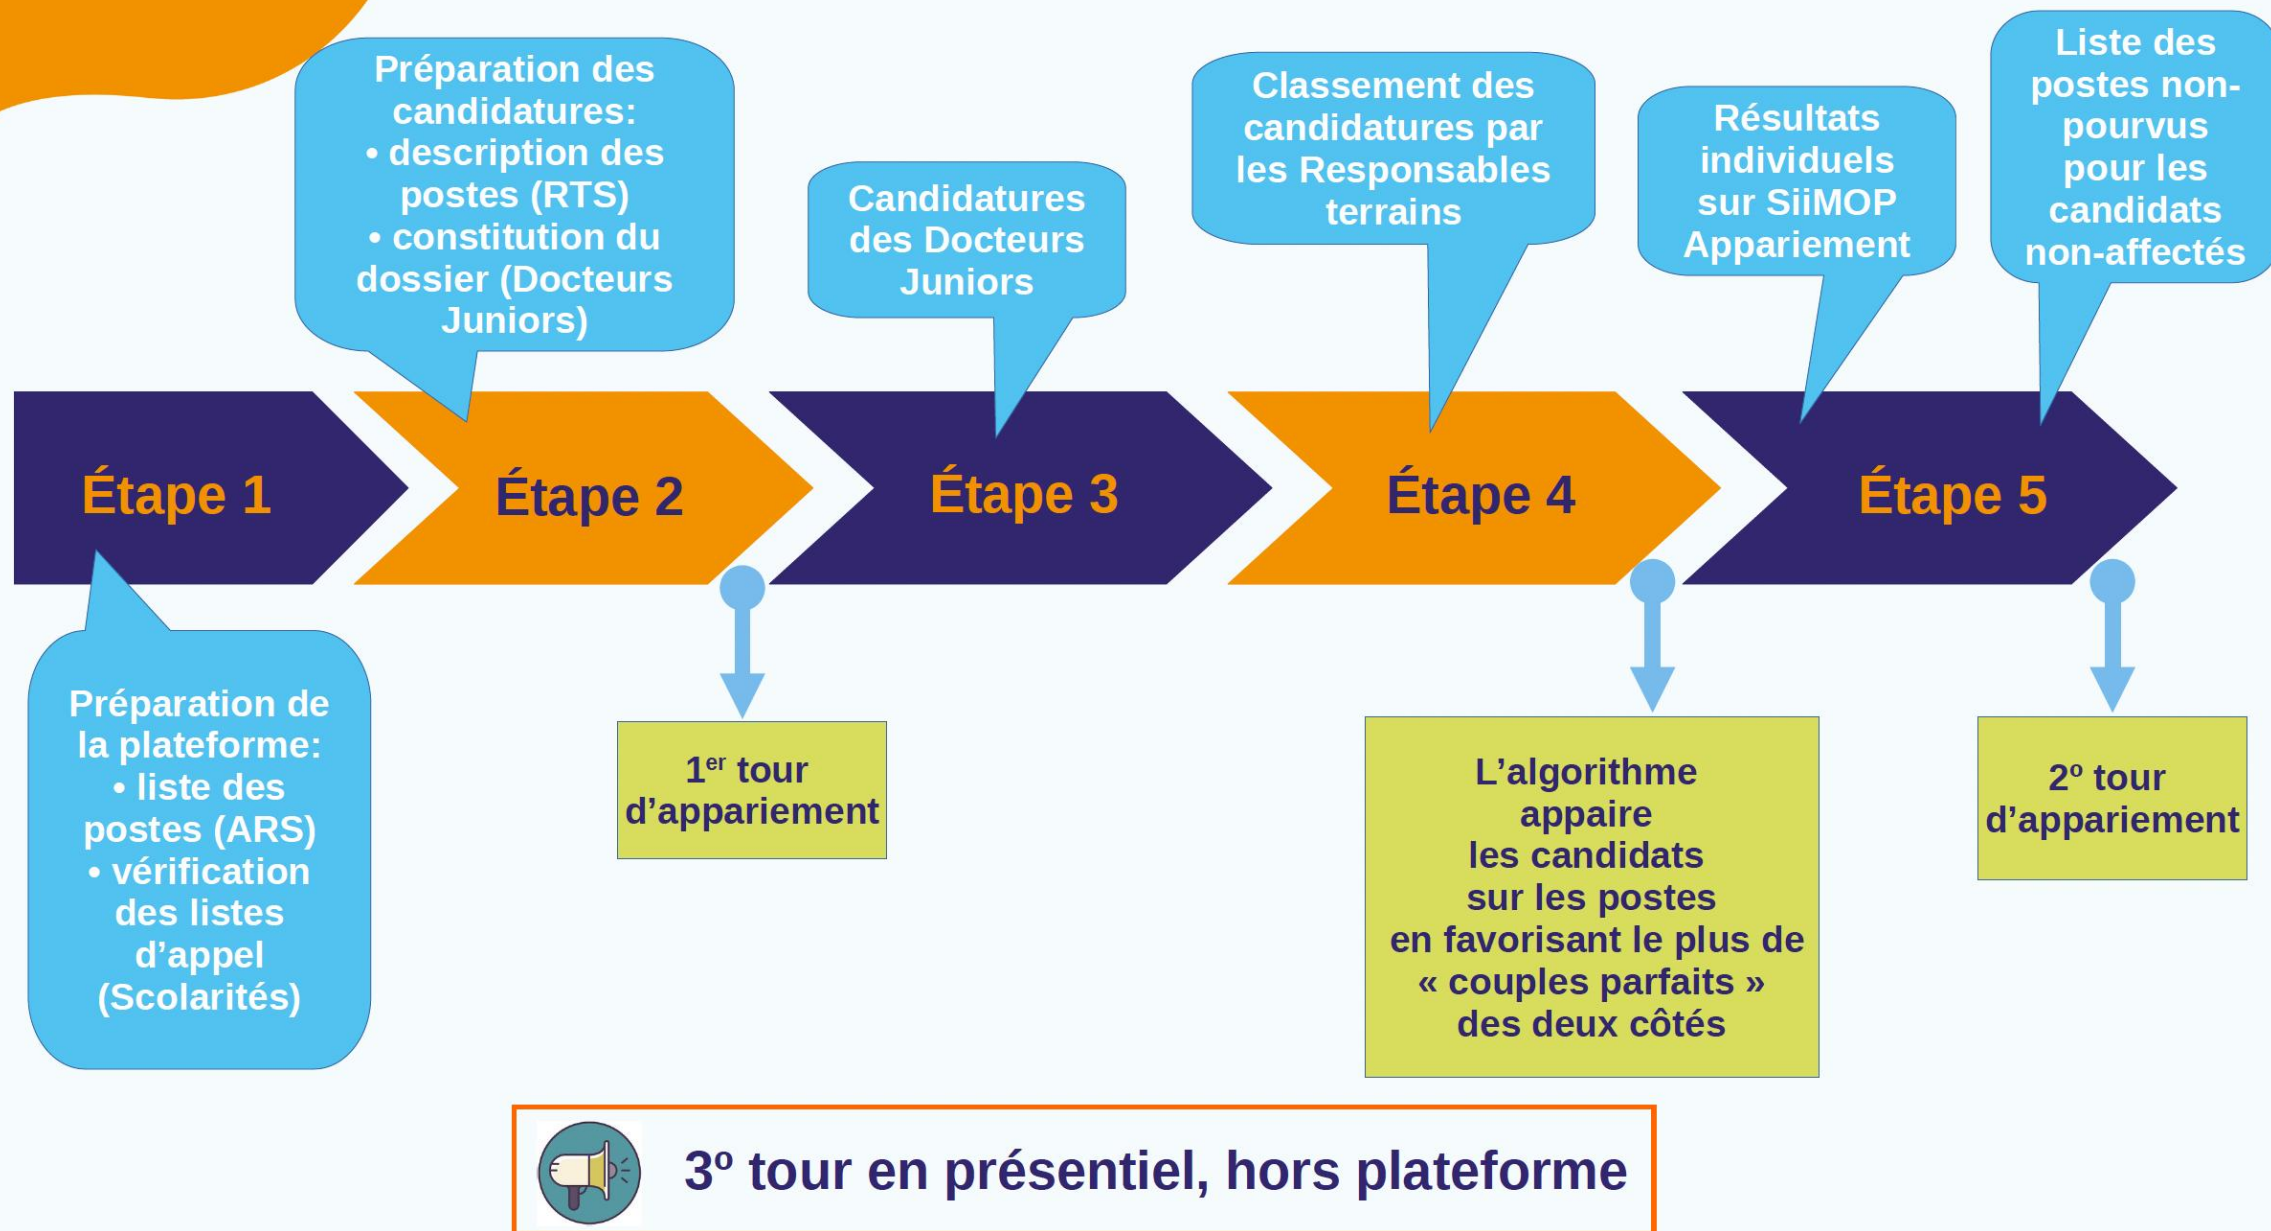 Préparation des
candidatures:
• description des
postes (RTS)
• constitution du
dossier (Docteurs
Juniors)
Candidatures
des Docteurs
Juniors
Classement des
candidatures par
les Responsables
terrains
Résultats
individuels
sur SiiMOP
Appariement
Liste des
postes non-
pourvus
pour les
candidats
non-affectés
Étape 1
Étape 2
Étape 3
Étape 4
Étape 5
Préparation de
la plateforme:
• liste des
postes (ARS)
• vérification
des listes
d’appel
(Scolarités)
1er tour
d’appariement
L’algorithme
appaire
les candidats
sur les postes
en favorisant le plus de
« couples parfaits »
des deux côtés
2º tour
d’appariement
3º tour en présentiel, hors plateforme